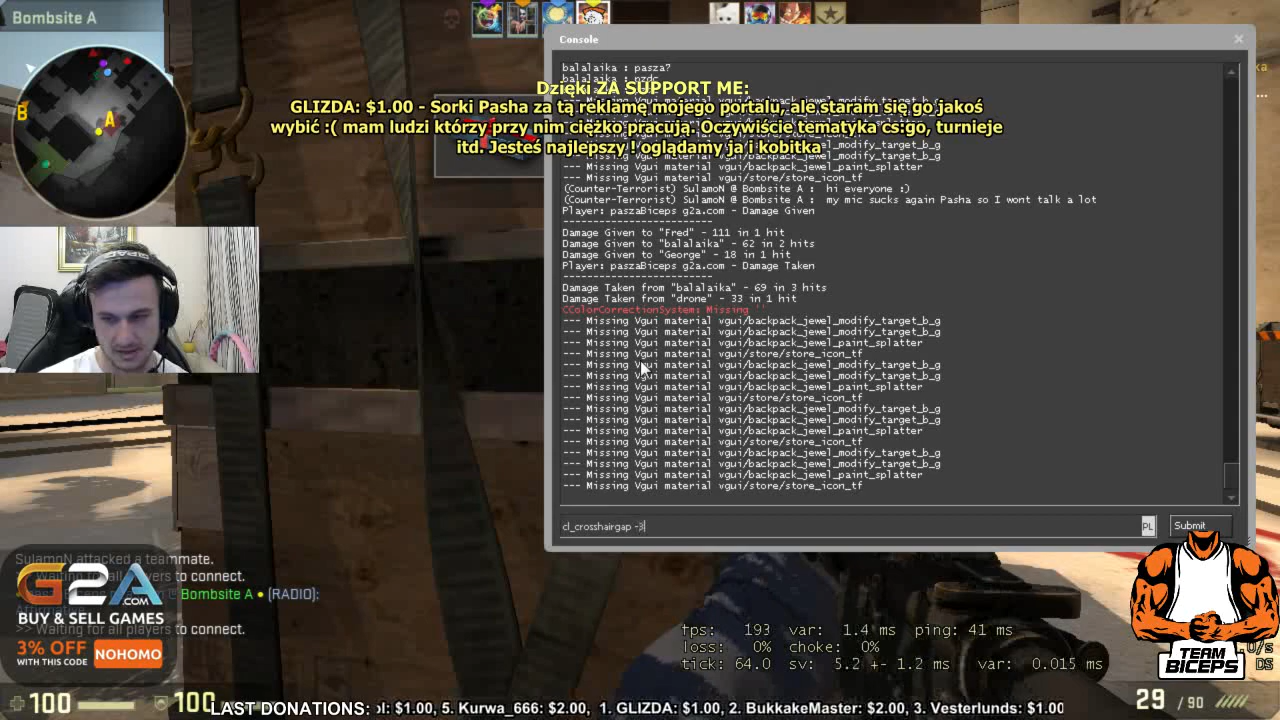 Bombsite A
B
A
Console
balalaika : pasza?
balalaika : nzdc
Dzięki ZA SUPPORT ME:
GLIZDA: $1.00 - Sorki Pasha za tą reklamę mojego portalu, ale staram się go jakoś
wybić :( mam ludzi którzy przy nim ciężko pracują. Oczywiście tematyka cs:go, turnieje
itd. Jesteś najlepszy ! oglądamy ja i kobitka
--- Missing Vgui material vgui/backpack_jewel_modify_target_b_g
--- Missing Vgui material vgui/backpack_jewel_paint_splatter
--- Missing Vgui material vgui/store/store_icon_tf
(Counter-Terrorist) SulamoN @ Bombsite A : hi everyone :)
(Counter-Terrorist) SulamoN @ Bombsite A : my mic sucks again Pasha so I wont talk a lot
Player: paszaBiceps g2a.com - Damage Given
-------------------------
Damage Given to "Fred" - 111 in 1 hit
Damage Given to "balalaika" - 62 in 2 hits
Damage Given to "George" - 18 in 1 hit
Player: paszaBiceps g2a.com - Damage Taken
-------------------------
Damage Taken from "balalaika" - 69 in 3 hits
Damage Taken from "drone" - 33 in 1 hit
CColorCorrectionSystem: Missing ''
--- Missing Vgui material vgui/backpack_jewel_modify_target_b_g
--- Missing Vgui material vgui/backpack_jewel_modify_target_b_g
--- Missing Vgui material vgui/backpack_jewel_paint_splatter
--- Missing Vgui material vgui/store/store_icon_tf
--- Missing Vgui material vgui/backpack_jewel_modify_target_b_g
--- Missing Vgui material vgui/backpack_jewel_modify_target_b_g
--- Missing Vgui material vgui/backpack_jewel_paint_splatter
--- Missing Vgui material vgui/store/store_icon_tf
--- Missing Vgui material vgui/backpack_jewel_modify_target_b_g
--- Missing Vgui material vgui/backpack_jewel_modify_target_b_g
--- Missing Vgui material vgui/backpack_jewel_paint_splatter
--- Missing Vgui material vgui/store/store_icon_tf
--- Missing Vgui material vgui/backpack_jewel_modify_target_b_g
--- Missing Vgui material vgui/backpack_jewel_modify_target_b_g
--- Missing Vgui material vgui/backpack_jewel_paint_splatter
--- Missing Vgui material vgui/store/store_icon_tf
cl_crosshairgap -3
PL
Submit
SulamoN attacked a teammate.
Waiting for all players to connect.
Bombsite A • (RADIO):
>> Waiting for all players to connect.
G2A
.COM
BUY & SELL GAMES
3% OFF
WITH THIS CODE
NOHOMO
fps: 193 var: 1.4 ms ping: 41 ms
loss: 0% choke: 0%
tick: 64.0 sv: 5.2 +- 1.2 ms var: 0.015 ms
TEAM
BICEPS
100
100
29 / 90
LAST DONATIONS: ol: $1.00, 5. Kurwa_666: $2.00, 1. GLIZDA: $1.00, 2. BukkakeMaster: $2.00, 3. Vesterlunds: $1.00